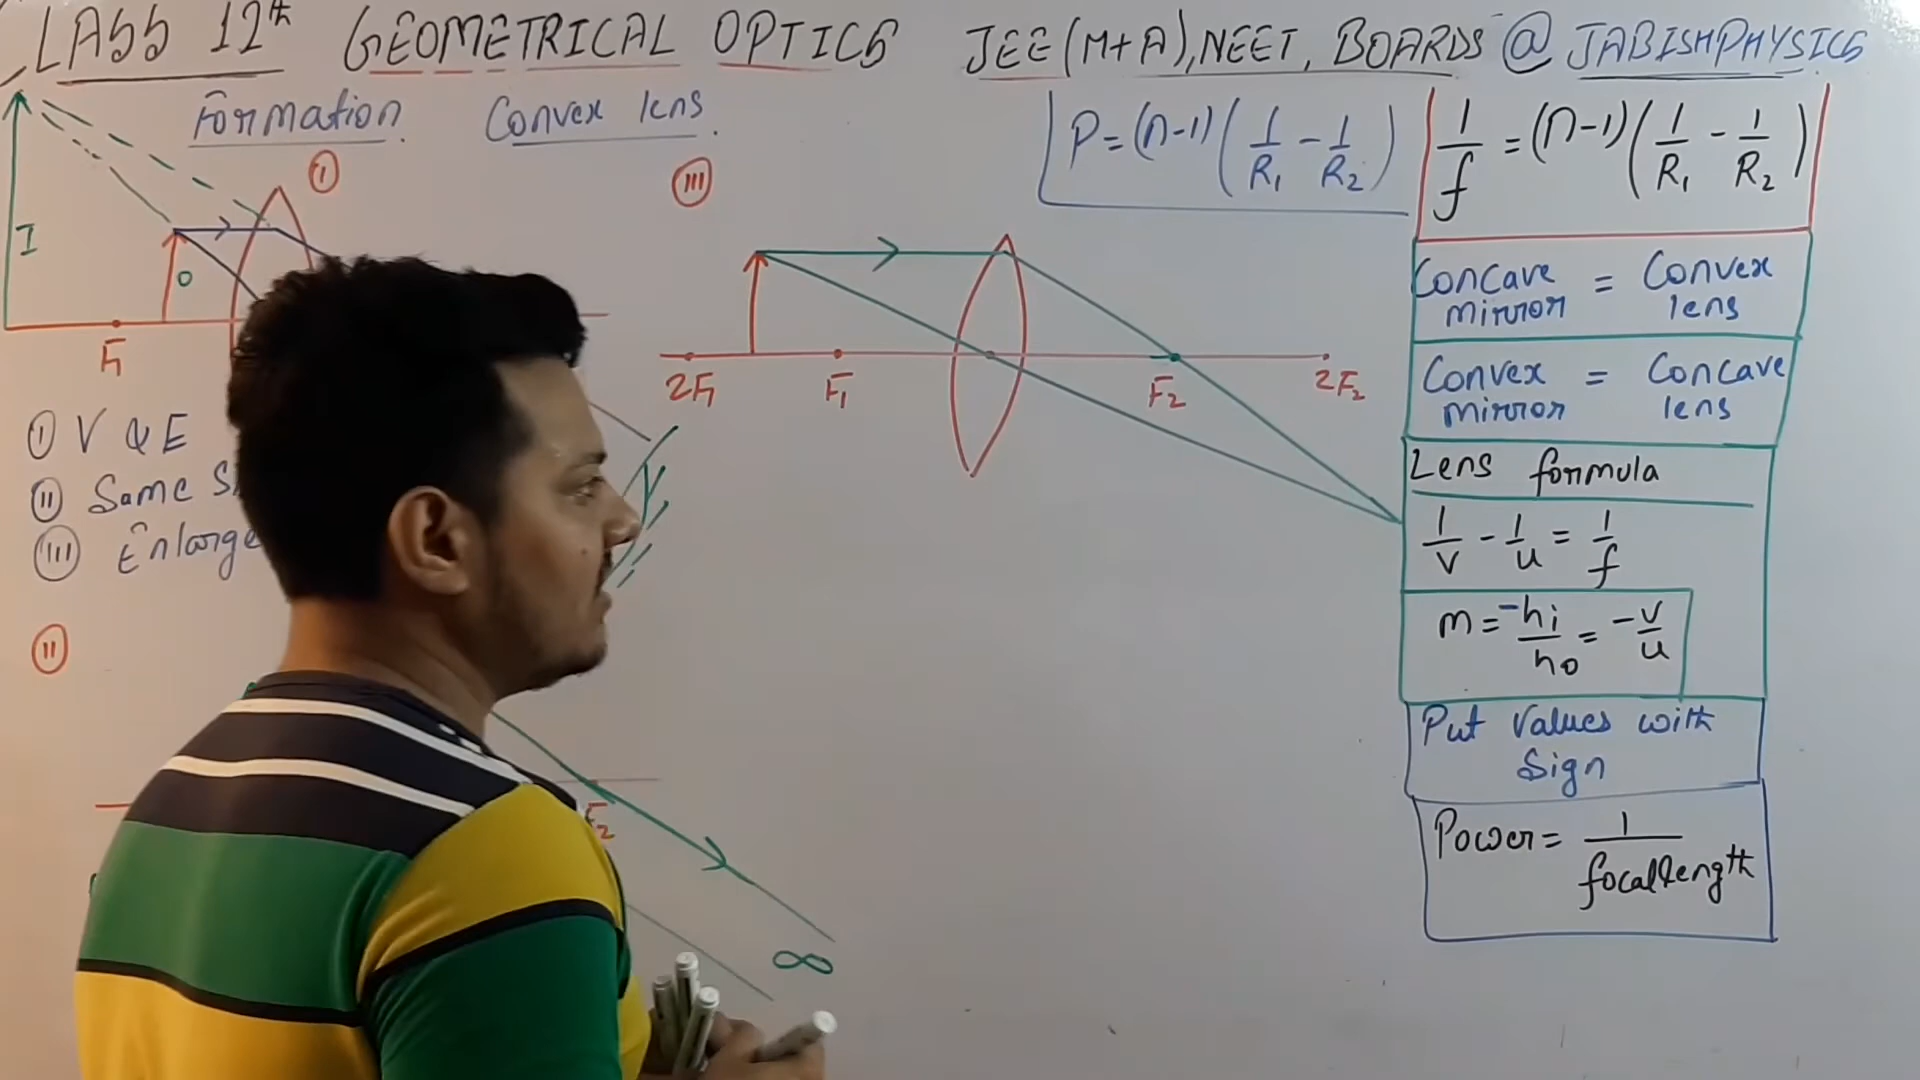 LASS 12th GEOMETRICAL OPTICS JEE(M+A), NEET, BOARDS @ JABISHPHYSICS
Formation Convex lens
I
I
O
F1
I V & E
II Same
III Enlarge
II
F2
∞
III
2F1 F1 F2 2F2
P=(n-1)(1/R1 - 1/R2)
1/f = (n-1)(1/R1 - 1/R2)
Concave mirror = Convex lens
Convex mirror = Concave lens
Lens formula
1/v - 1/u = 1/f
m = -hi/ho = -v/u
Put values with
sign
Power = 1/focal length